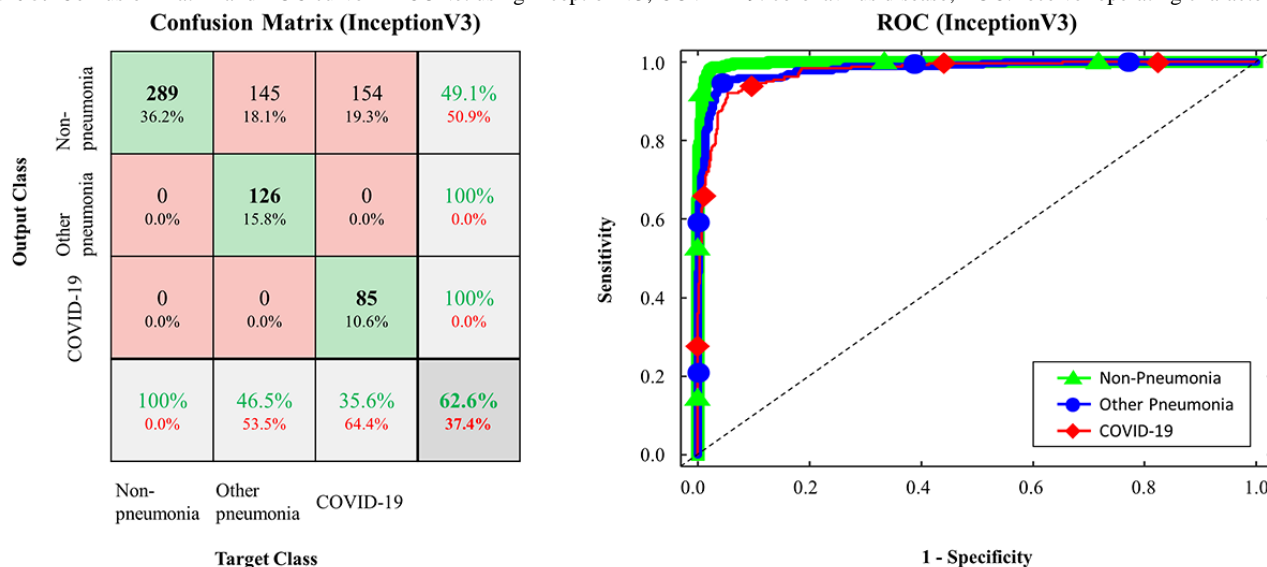 Confusion Matrix (InceptionV3)
Output Class
Non-
pneumonia
289 145 154 49.1%
36.2% 18.1% 19.3% 50.9%
Other
pneumonia
0 126 0 100%
0.0% 15.8% 0.0% 0.0%
COVID-19
0 0 85 100%
0.0% 0.0% 10.6% 0.0%
100% 46.5% 35.6% 62.6%
0.0% 53.5% 64.4% 37.4%
Non-
pneumonia
Other
pneumonia
COVID-19
Target Class
ROC (InceptionV3)
Sensitivity
1.0
0.8
0.6
0.4
0.2
0.0
Non-Pneumonia
Other Pneumonia
COVID-19
0.0 0.2 0.4 0.6 0.8 1.0
1 - Specificity